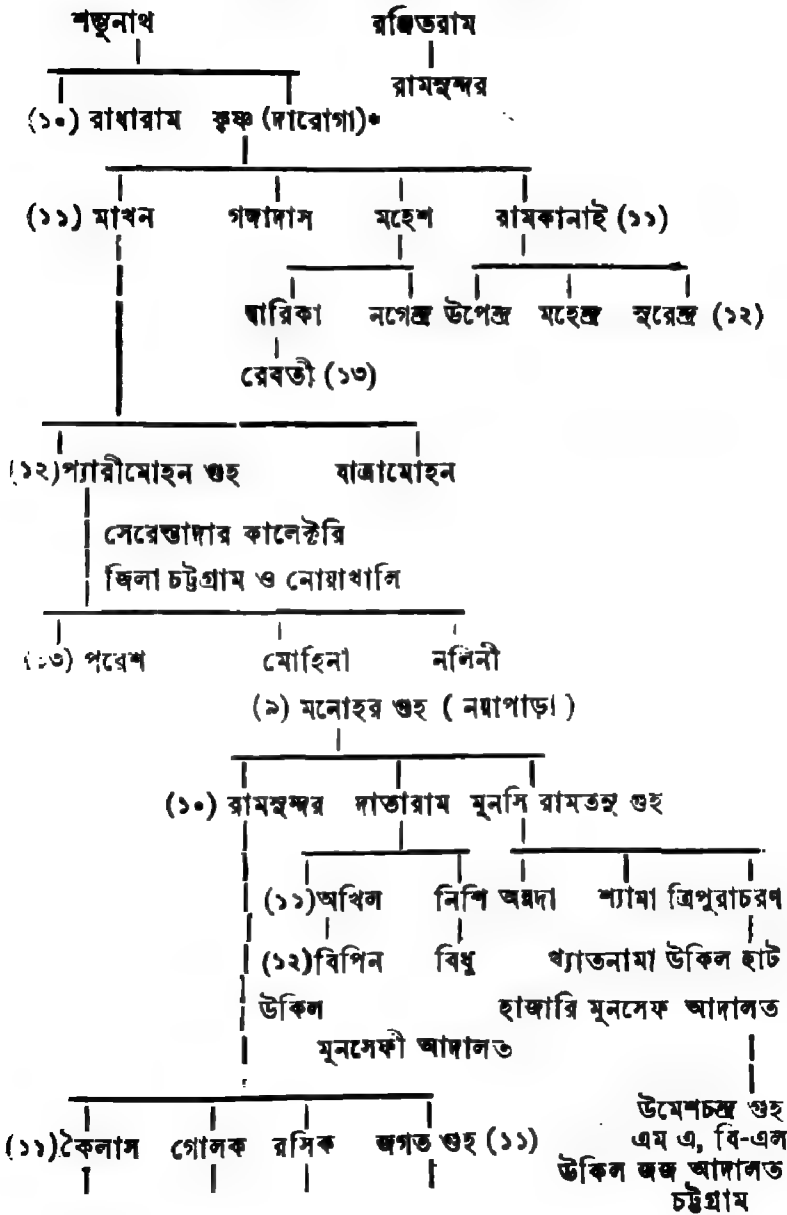 শম্ভুনাথ রঞ্জিতরাম
রামসুন্দর
(১০) রাধারাম কৃষ্ণ (দারোগা)*
(১১) মাখন গঙ্গাদাস মহেশ রামকানাই (১১)
দ্বারিকা নগেন্দ্র উপেন্দ্র মহেন্দ্র সুরেন্দ্র (১২)
রেবতী (১৩)
(১২) প্যারীমোহন গুহ যাত্রামোহন
সেরেস্তাদার কালেক্টরি
জিলা চট্টগ্রাম ও নোয়াখালি
(১৩) পরেশ মোহিনী নলিনী
(৯) মনোহর গুহ ( নয়াপাড়া )
(১০) রামসুন্দর দাতারাম মুনসি রামতনু গুহ
(১১) অখিল নিশি অন্নদা শ্যামা ত্রিপুরাচরণ
(১২) বিপিন বিধু খ্যাতনামা উকিল হাট
উকিল হাজারি মুনসেফ আদালত
মুনসেফী আদালত
উমেশচন্দ্র গুহ
(১১) কৈলাস গোলক রসিক জগত গুহ (১১) এম এ, বি-এল
উকিল জজ আদালত
চট্টগ্রাম